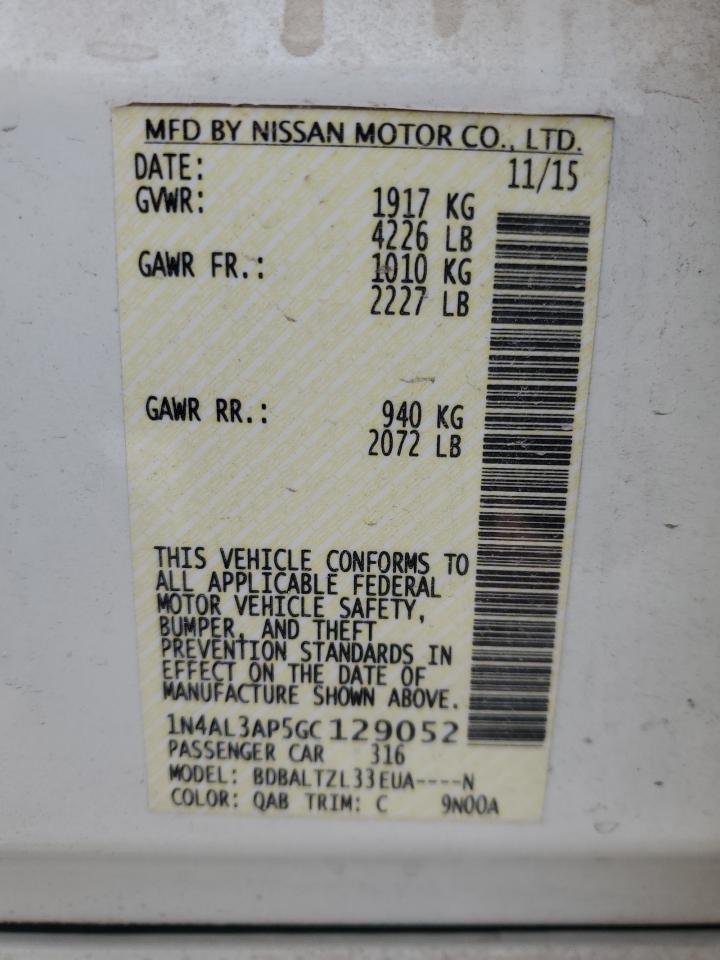 MFD BY NISSAN MOTOR CO., LTD.
DATE: 11/15
GVWR: 1917 KG
4226 LB
GAWR FR.: 1010 KG
2227 LB
GAWR RR.: 940 KG
2072 LB
THIS VEHICLE CONFORMS TO
ALL APPLICABLE FEDERAL
MOTOR VEHICLE SAFETY,
BUMPER, AND THEFT
PREVENTION STANDARDS IN
EFFECT ON THE DATE OF
MANUFACTURE SHOWN ABOVE.
1N4AL3AP5GC129052
PASSENGER CAR 316
MODEL: BDBALTZL33EUA----N
COLOR: QAB TRIM: C 9N00A